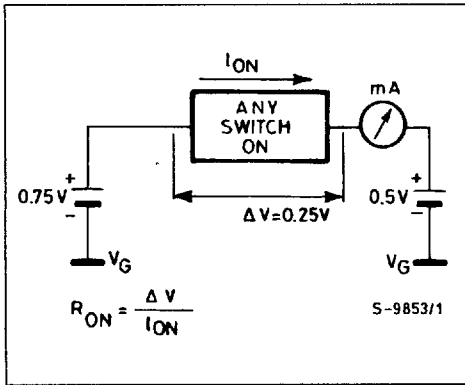 I_ON
mA
ANY
SWITCH
ON
+
0.75V
-
ΔV=0.25V
+
0.5V
-
V_G
V_G
R_ON = ΔV / I_ON
S-9853/1